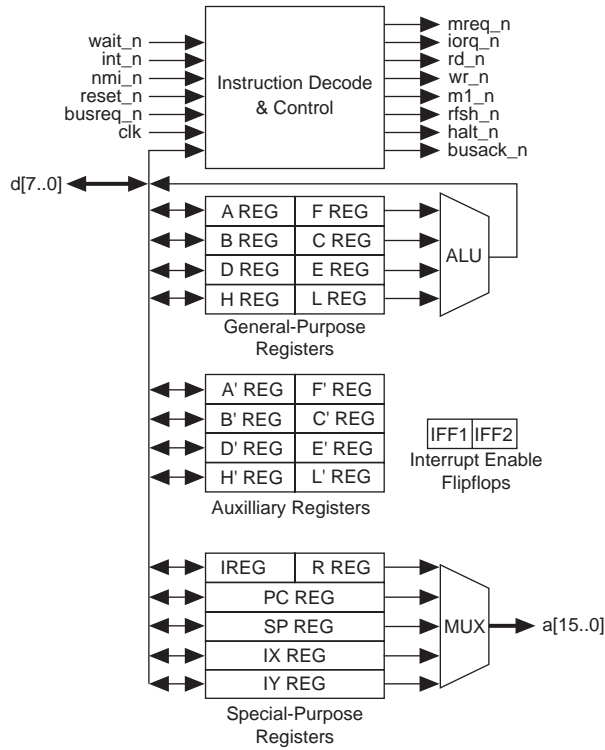 wait_n
int_n
nmi_n
reset_n
busreq_n
clk
Instruction Decode
& Control
mreq_n
iorq_n
rd_n
wr_n
m1_n
rfsh_n
halt_n
busack_n
d[7..0]
A REG F REG
B REG C REG
D REG E REG
H REG L REG
ALU
General-Purpose
Registers
A' REG F' REG
B' REG C' REG
D' REG E' REG
H' REG L' REG
Auxilliary Registers
IFF1 IFF2
Interrupt Enable
Flipflops
IREG R REG
PC REG
SP REG
IX REG
IY REG
MUX
a[15..0]
Special-Purpose
Registers